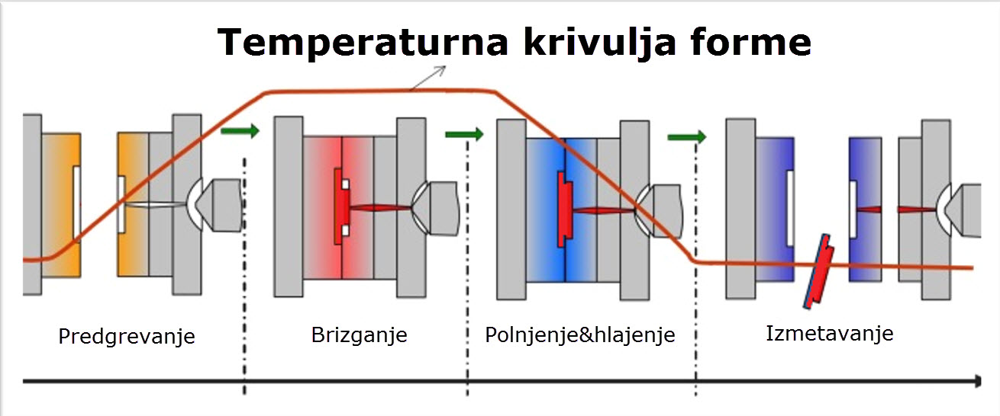 Temperaturna krivulja forme
Predgrevanje
Brizganje
Polnjenje&hlajenje
Izmetavanje